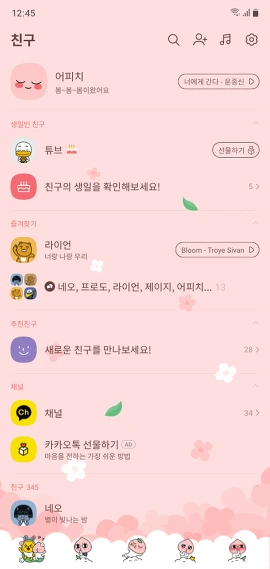 12:45
친구
어피치
봄-봄-봄이왔어요
너에게 간다 - 윤종신
생일인 친구
튜브
선물하기
친구의 생일을 확인해보세요!
5
즐겨찾기
라이언
너랑 나랑 우리
Bloom - Troye Sivan
네오, 프로도, 라이언, 제이지, 어피치... 13
추천친구
새로운 친구를 만나보세요!
28
채널
Ch
채널
34
카카오톡 선물하기 AD
마음을 전하는 가장 쉬운 방법
친구 345
네오
별이 빛나는 밤